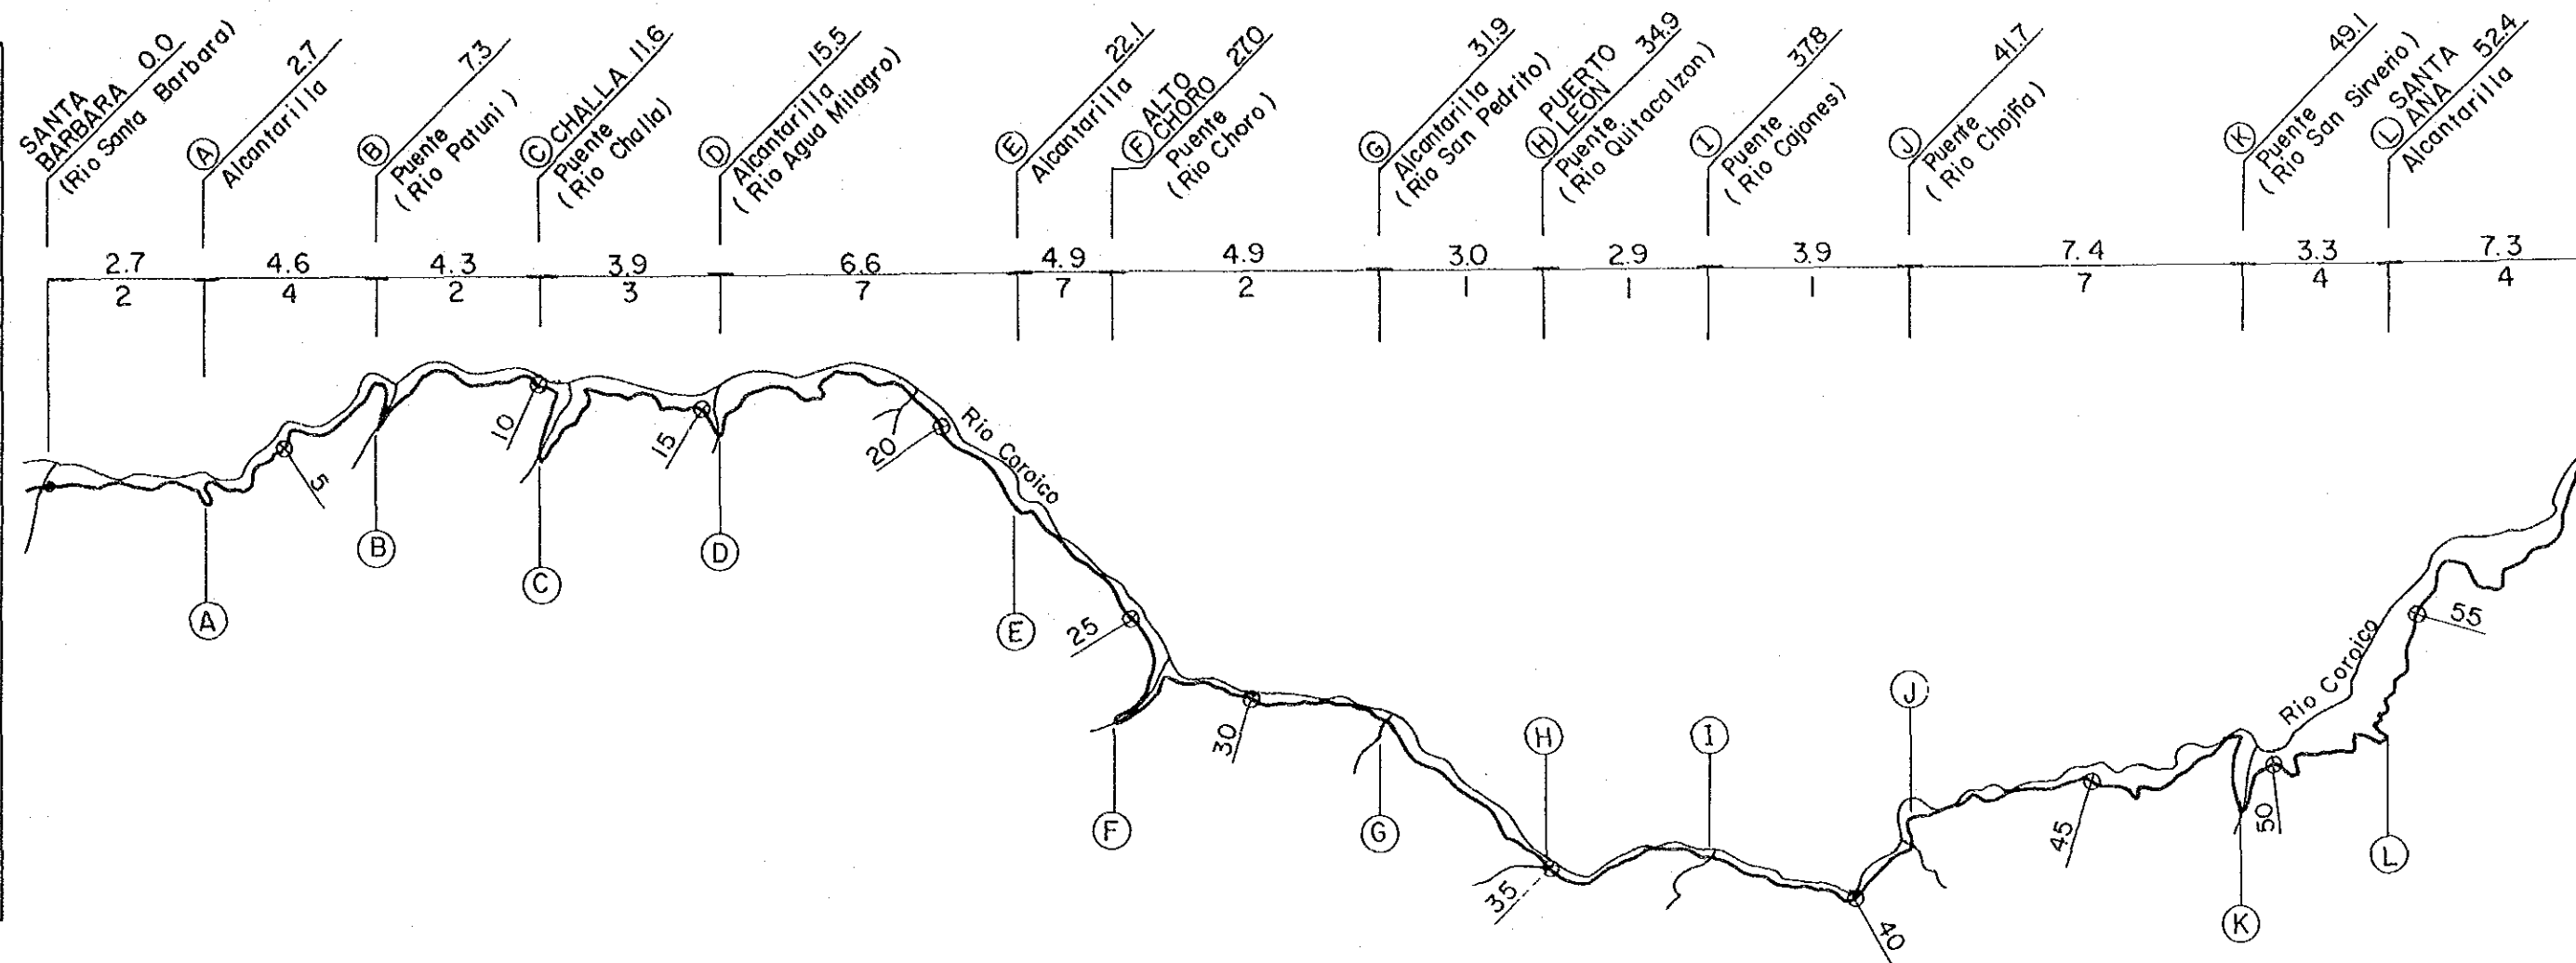 SANTA
BARBARA 0.0
(Rio Santa Barbara)
A 2.7
Alcantarilla
B 7.3
Puente
(Rio Patuni)
C CHALLA 11.6
Puente
(Rio Challa)
D 15.5
Alcantarilla
(Rio Agua Milagro)
E 22.1
Alcantarilla
F ALTO
CHORO 27.0
Puente
(Rio Choro)
G 31.9
Alcantarilla
(Rio San Pedrito)
H PUERTO
LEON 34.9
Puente
(Rio Quitacalzon)
I 37.8
Puente
(Rio Cajones)
J 41.7
Puente
(Rio Chojña)
K 49.1
Puente
(Rio San Sirveño)
L SANTA
ANA 52.4
Alcantarilla
2.7 4.6 4.3 3.9 6.6 4.9 4.9 3.0 2.9 3.9 7.4 3.3 7.3
2 4 2 3 7 7 2 1 1 1 7 4 4
5
10
15
20
Rio Coroico
25
30
35
40
45
50
55
Rio Coroico
A
B
C
D
E
F
G
H
I
J
K
L